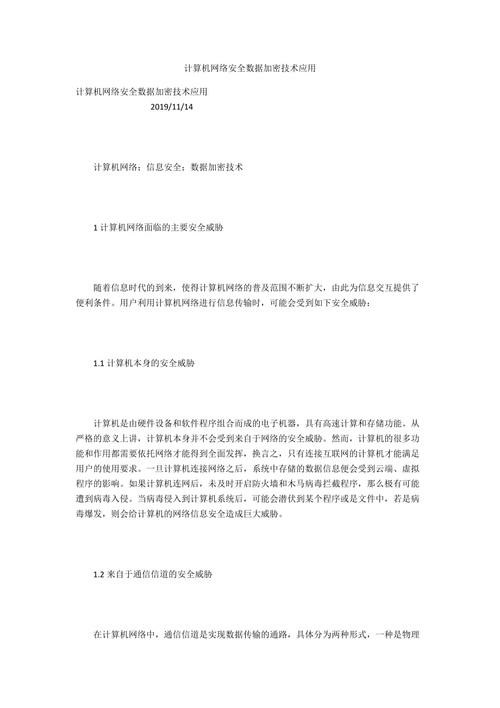 计算机网络安全数据加密技术应用
计算机网络安全数据加密技术应用
2019/11/14
计算机网络；信息安全；数据加密技术
1 计算机网络面临的主要安全威胁
随着信息时代的到来，使得计算机网络的普及范围不断扩大，由此为信息交互提供了
便利条件。用户利用计算机网络进行信息传输时，可能会受到如下安全威胁：
1.1 计算机本身的安全威胁
计算机是由硬件设备和软件程序组合而成的电子机器，具有高速计算和存储功能。从
严格的意义上讲，计算机本身并不会受到来自于网络的安全威胁。然而，计算机的很多功
能和作用都需要依托网络才能得到全面发挥，换言之，只有连接互联网的计算机才能满足
用户的使用要求。一旦计算机连接网络之后，系统中存储的数据信息便会受到云端、虚拟
程序的影响。如果计算机连网后，未及时开启防火墙和木马病毒拦截程序，那么极有可能
遭到病毒入侵。当病毒侵入到计算机系统后，可能会潜伏到某个程序或是文件中，若是病
毒爆发，则会给计算机的网络信息安全造成巨大威胁。
1.2 来自于通信信道的安全威胁
在计算机网络中，通信信道是实现数据传输的通路，具体分为两种形式，一种是物理